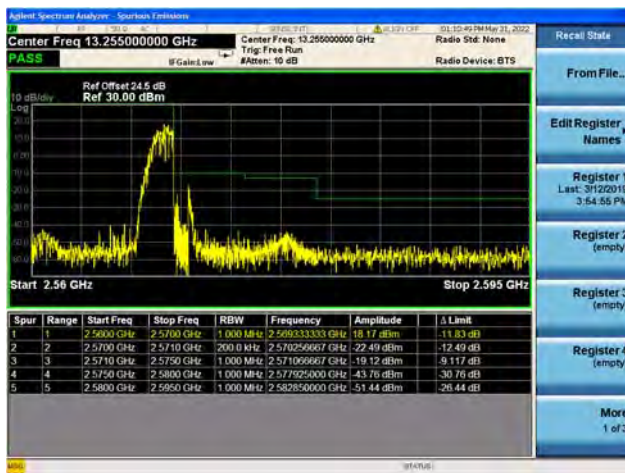 Agilent Spectrum Analyzer - Spurious Emissions
01:10:49 PM May 31, 2022
Center Freq 13.255000000 GHz
Center Freq: 13.255000000 GHz
Radio Std: None
Trig: Free Run
PASS
IFGain:Low
#Atten: 10 dB
Radio Device: BTS
Ref Offset 24.5 dB
10 dB/div
Ref 30.00 dBm
Log
Start 2.56 GHz
Stop 2.595 GHz
Spur Range Start Freq Stop Freq RBW Frequency Amplitude Δ Limit
1 1 2.5600 GHz 2.5700 GHz 1.000 MHz 2.569333333 GHz 18.17 dBm -11.83 dB
2 2 2.5700 GHz 2.5710 GHz 200.0 kHz 2.570256667 GHz -22.49 dBm -12.49 dB
3 3 2.5710 GHz 2.5750 GHz 1.000 MHz 2.571066667 GHz -19.12 dBm -9.117 dB
4 4 2.5750 GHz 2.5800 GHz 1.000 MHz 2.577925000 GHz -43.76 dBm -30.76 dB
5 5 2.5800 GHz 2.5950 GHz 1.000 MHz 2.582850000 GHz -51.44 dBm -26.44 dB
MSG
STATUS
Recall State
From File...
Edit Register
Names
Register 1
Last: 3/12/2019
3:54:55 PM
Register 2
(empty)
Register 3
(empty)
Register 4
(empty)
More
1 of 3